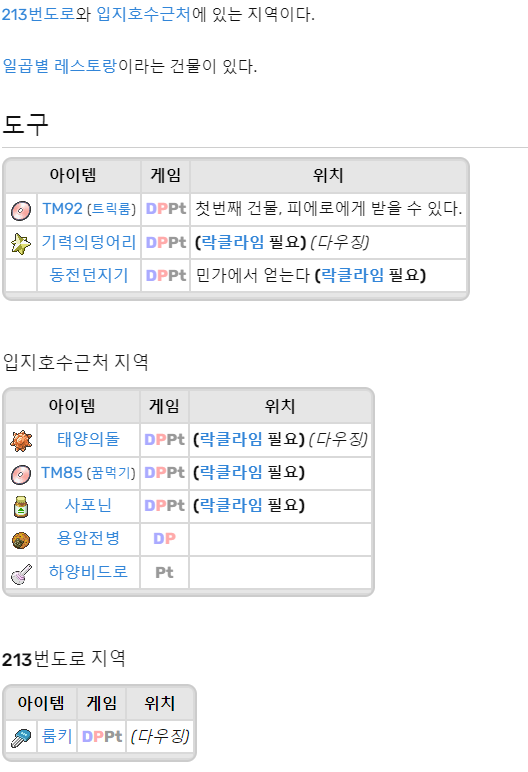 213번도로와 입지호수근처에 있는 지역이다.
일곱별 레스토랑이라는 건물이 있다.
도구
아이템 게임 위치
TM92 (트릭룸) DPPt 첫번째 건물, 피에로에게 받을 수 있다.
기력의덩어리 DPPt (락클라임 필요) (다우징)
동전던지기 DPPt 민가에서 얻는다 (락클라임 필요)
입지호수근처 지역
아이템 게임 위치
태양의돌 DPPt (락클라임 필요) (다우징)
TM85 (꿈먹기) DPPt (락클라임 필요)
사포닌 DPPt (락클라임 필요)
용암전병 DP
하양비드로 Pt
213번도로 지역
아이템 게임 위치
룸키 DPPt (다우징)